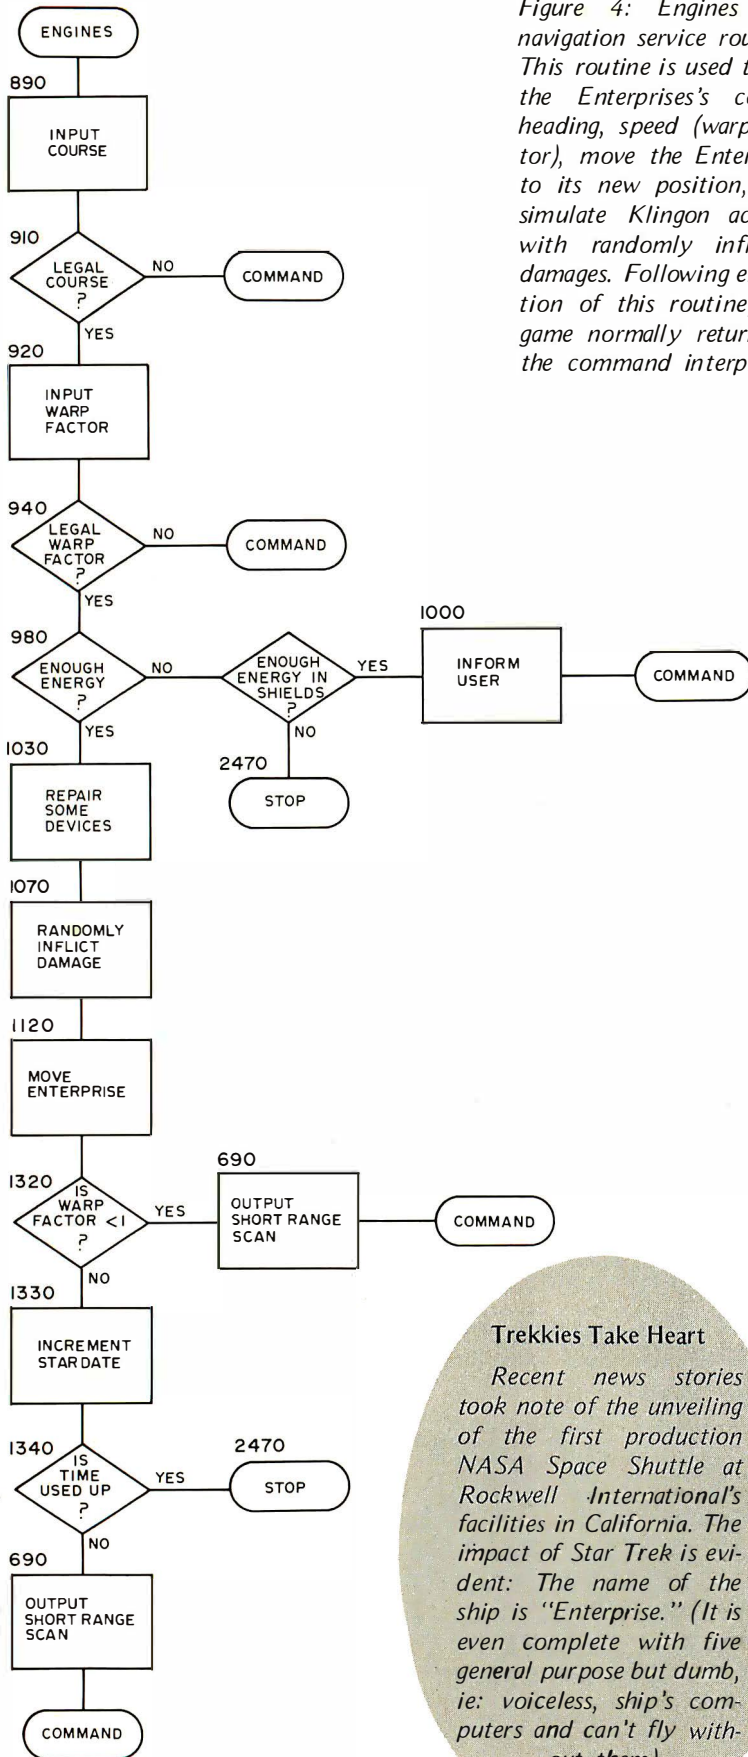 ENGINES
890
INPUT
COURSE
910
LEGAL
COURSE
?
NO
COMMAND
YES
920
INPUT
WARP
FACTOR
940
LEGAL
WARP
FACTOR
?
NO
COMMAND
YES
980
ENOUGH
ENERGY
?
NO
ENOUGH
ENERGY IN
SHIELDS
?
YES
1000
INFORM
USER
COMMAND
NO
2470
STOP
YES
1030
REPAIR
SOME
DEVICES
1070
RANDOMLY
INFLICT
DAMAGE
1120
MOVE
ENTERPRISE
1320
IS
WARP
FACTOR <1
?
YES
690
OUTPUT
SHORT RANGE
SCAN
COMMAND
NO
1330
INCREMENT
STARDATE
1340
IS
TIME
USED UP
?
YES
2470
STOP
NO
690
OUTPUT
SHORT RANGE
SCAN
COMMAND
Figure 4: Engines
navigation service
This routine is used
the Enterprises's
heading, speed (warp
move the Enter
to its new position,
simulate Klingon
with randomly
damages. Following
tion of this routine
game normally
the command
Trekkies Take Heart
Recent news stories
took note of the unveiling
of the first production
NASA Space Shuttle at
Rockwell International's
facilities in California. The
impact of Star Trek is evi-
dent: The name of the
ship is "Enterprise." (It is
even complete with five
general purpose but dumb,
ie: voiceless, ship's com-
puters and can't fly with-
out them)